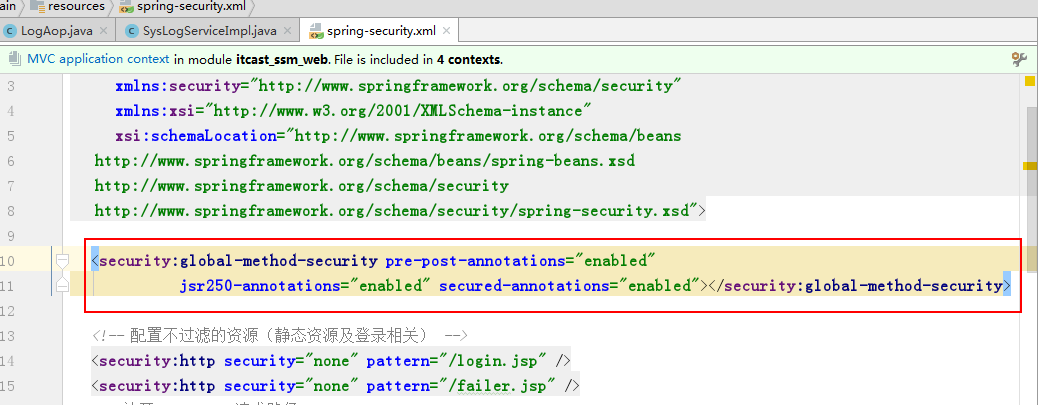 ain resources spring-security.xml
LogAop.java SysLogServiceImpl.java spring-security.xml
MVC application context in module itcast_ssm_web. File is included in 4 contexts.
3 xmlns:security="http://www.springframework.org/schema/security"
4 xmlns:xsi="http://www.w3.org/2001/XMLSchema-instance"
5 xsi:schemaLocation="http://www.springframework.org/schema/beans
6 http://www.springframework.org/schema/beans/spring-beans.xsd
7 http://www.springframework.org/schema/security
8 http://www.springframework.org/schema/security/spring-security.xsd">
9
10 <security:global-method-security pre-post-annotations="enabled"
11 jsr250-annotations="enabled" secured-annotations="enabled"></security:global-method-security>
12
13 <!-- 配置不过滤的资源（静态资源及登录相关） -->
14 <security:http security="none" pattern="/login.jsp" />
15 <security:http security="none" pattern="/failer.jsp" />